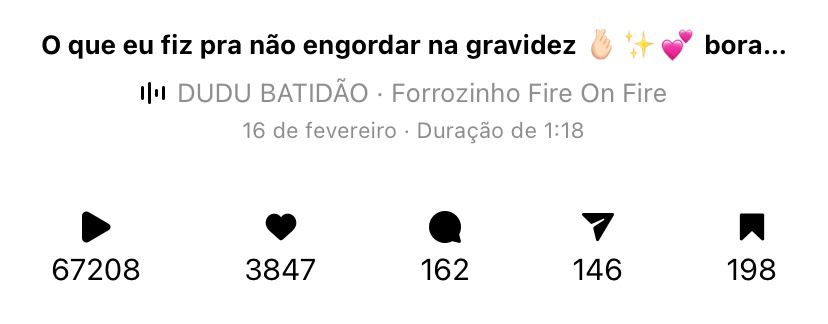 O que eu fiz pra não engordar na gravidez 🫰🏻✨💕 bora...
DUDU BATIDÃO · Forrozinho Fire On Fire
16 de fevereiro · Duração de 1:18
67208 3847 162 146 198